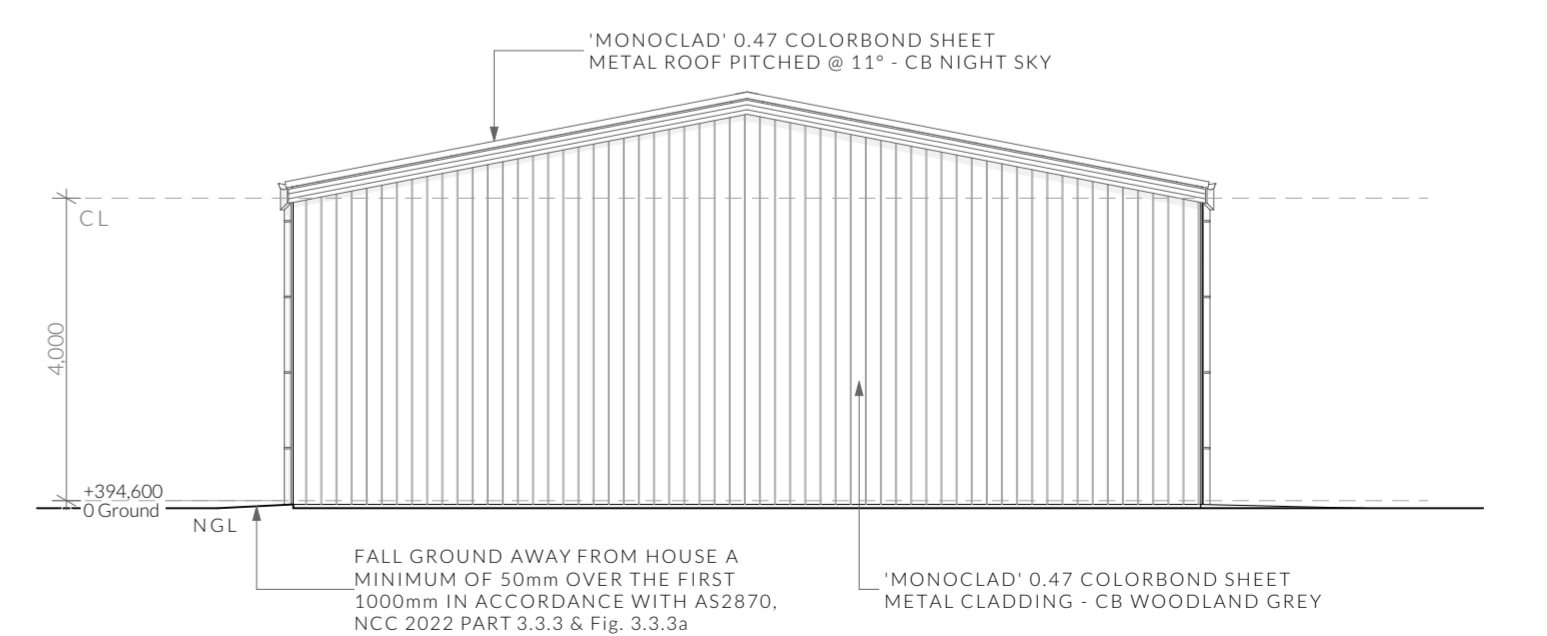 'MONOCLAD' 0.47 COLORBOND SHEET
METAL ROOF PITCHED @ 11° - CB NIGHT SKY
CL
4,000
+394,600
0 Ground
NGL
FALL GROUND AWAY FROM HOUSE A
MINIMUM OF 50mm OVER THE FIRST
1000mm IN ACCORDANCE WITH AS2870,
NCC 2022 PART 3.3.3 & Fig. 3.3.3a
'MONOCLAD' 0.47 COLORBOND SHEET
METAL CLADDING - CB WOODLAND GREY